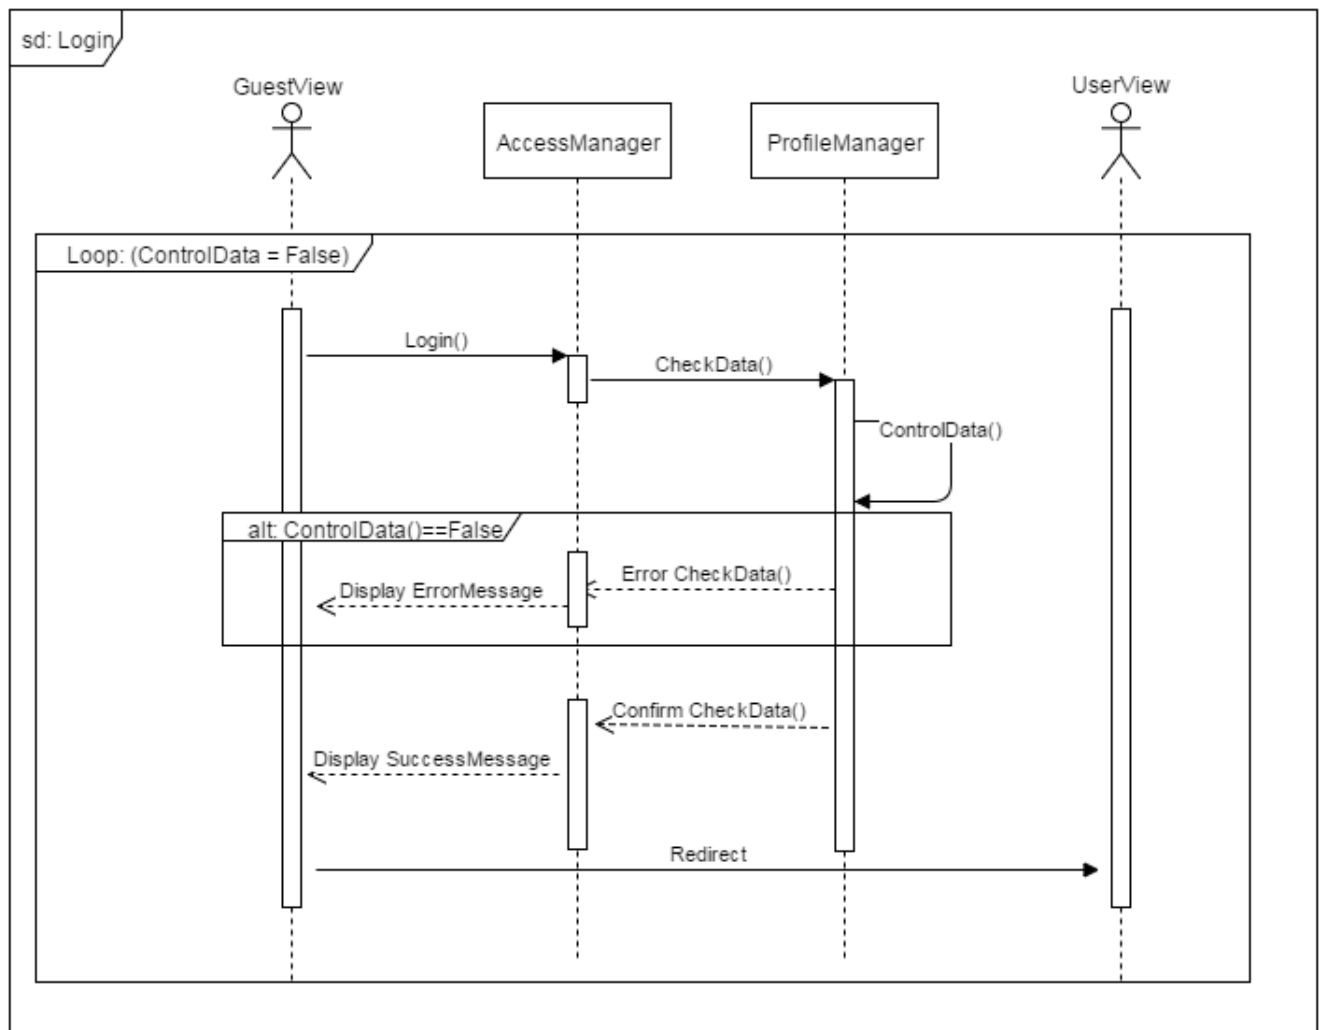 sd: Login
GuestView
UserView
AccessManager
ProfileManager
Loop: (ControlData = False)
Login()
CheckData()
ControlData()
alt: ControlData()==False
Error CheckData()
Display ErrorMessage
Confirm CheckData()
Display SuccessMessage
Redirect